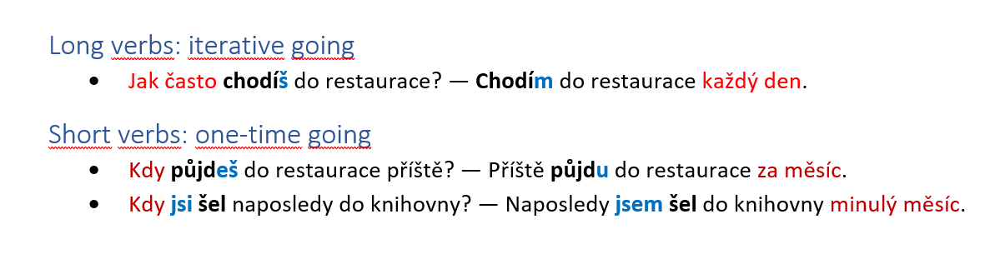 Long verbs: iterative going
• Jak často chodíš do restaurace? — Chodím do restaurace každý den.
Short verbs: one-time going
• Kdy půjdeš do restaurace příště? — Příště půjdu do restaurace za měsíc.
• Kdy jsi šel naposledy do knihovny? — Naposledy jsem šel do knihovny minulý měsíc.